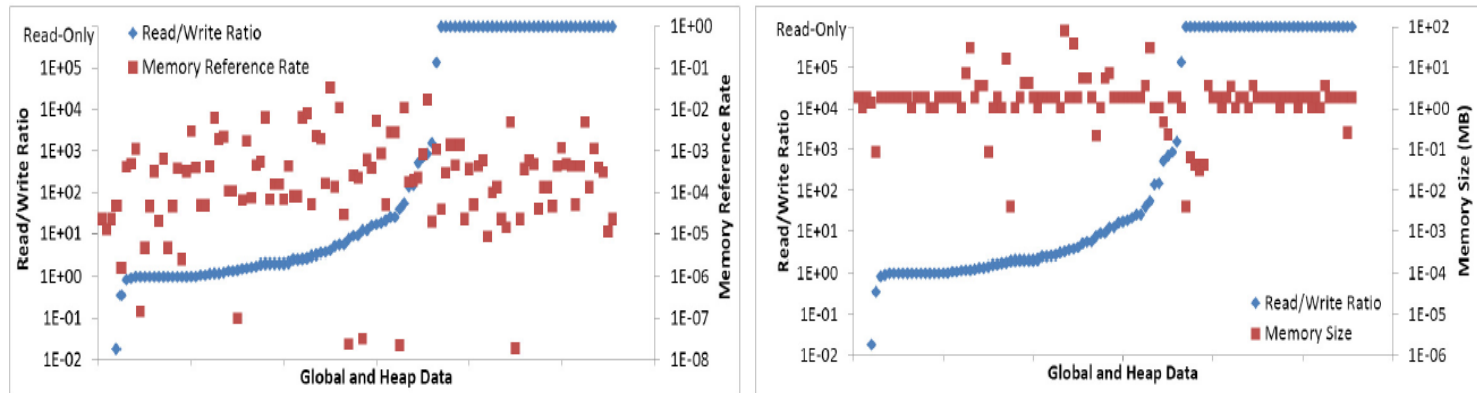 Read-Only
1E+05
1E+04
1E+03
1E+02
1E+01
1E+00
1E-01
1E-02
Read/Write Ratio
Read/Write Ratio
Memory Reference Rate
1E+00
1E-01
1E-02
1E-03
1E-04
1E-05
1E-06
1E-07
1E-08
Memory Reference Rate
Global and Heap Data
Read-Only
1E+05
1E+04
1E+03
1E+02
1E+01
1E+00
1E-01
1E-02
Read/Write Ratio
Read/Write Ratio
Memory Size
1E+02
1E+01
1E+00
1E-01
1E-02
1E-03
1E-04
1E-05
1E-06
Memory Size (MB)
Global and Heap Data